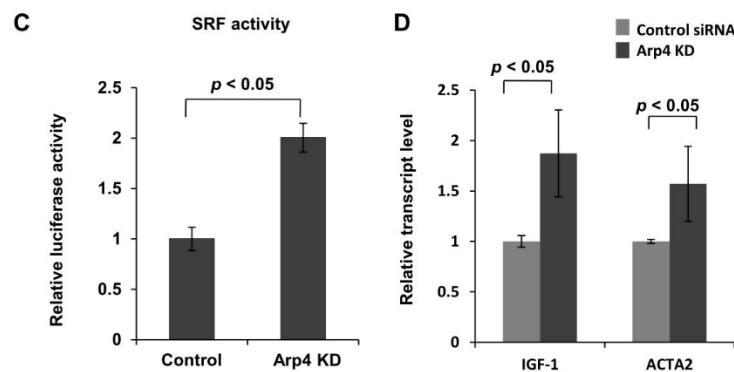 C
SRF activity
Relative luciferase activity
2.5
2
1.5
1
0.5
0
p < 0.05
Control
Arp4 KD
D
Control siRNA
Arp4 KD
Relative transcript level
2.5
2
1.5
1
0.5
0
p < 0.05
p < 0.05
IGF-1
ACTA2